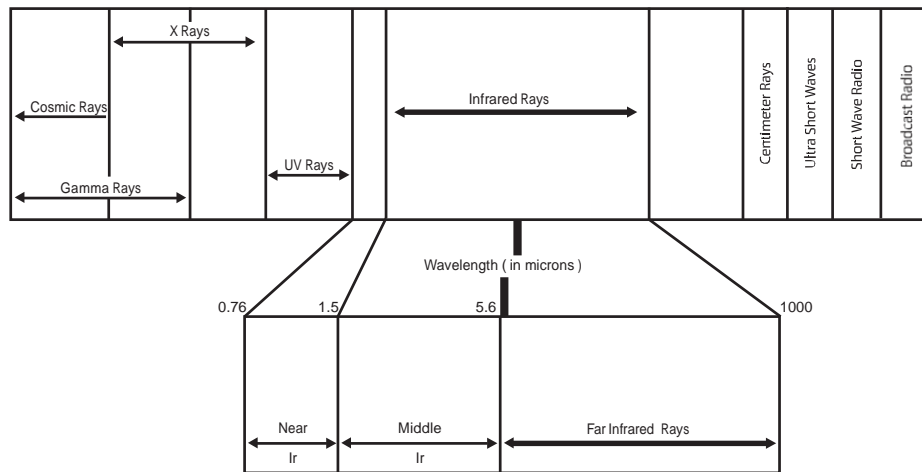 X Rays
Cosmic Rays
Infrared Rays
UV Rays
Gamma Rays
Centimeter Rays
Ultra Short Waves
Short Wave Radio
Broadcast Radio
Wavelength ( in microns )
0.76 1.5 5.6 1000
Near Middle Far Infrared Rays
Ir Ir